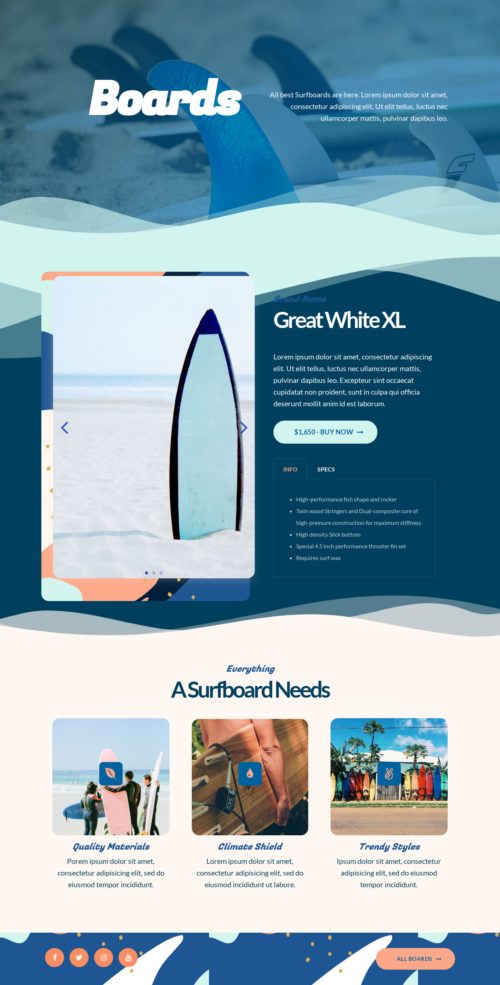 Boards
All best Surfboards are here. Lorem ipsum dolor sit amet,
consectetur adipiscing elit. Ut elit tellus, luctus nec
ullamcorper mattis, pulvinar dapibus leo.
Brand Name
Great White XL
Lorem ipsum dolor sit amet, consectetur adipiscing
elit. Ut elit tellus, luctus nec ullamcorper mattis,
pulvinar dapibus leo. Excepteur sint occaecat
cupidatat non proident, sunt in culpa qui officia
deserunt mollit anim id est laborum.
$1,650 - BUY NOW →
INFO SPECS
• High-performance fish shape and rocker
• Twin wood Stringers and Dual-composite core of
high-pressure construction for maximum stiffness
• High density Slick bottom
• Special 4.5 inch performance thruster fin set
• Requires surf wax
Everything
A Surfboard Needs
Quality Materials
Porem ipsum dolor sit amet,
consectetur adipisicing elit, sed do
eiusmod tempor incididunt.
Climate Shield
Lorem ipsum dolor sit amet,
consectetur adipisicing elit, sed do
eiusmod incididunt ut labore.
Trendy Styles
Ipsum dolor sit amet, consectetur
adipisicing elit, sed do eiusmod
tempor incididunt.
ALL BOARDS →